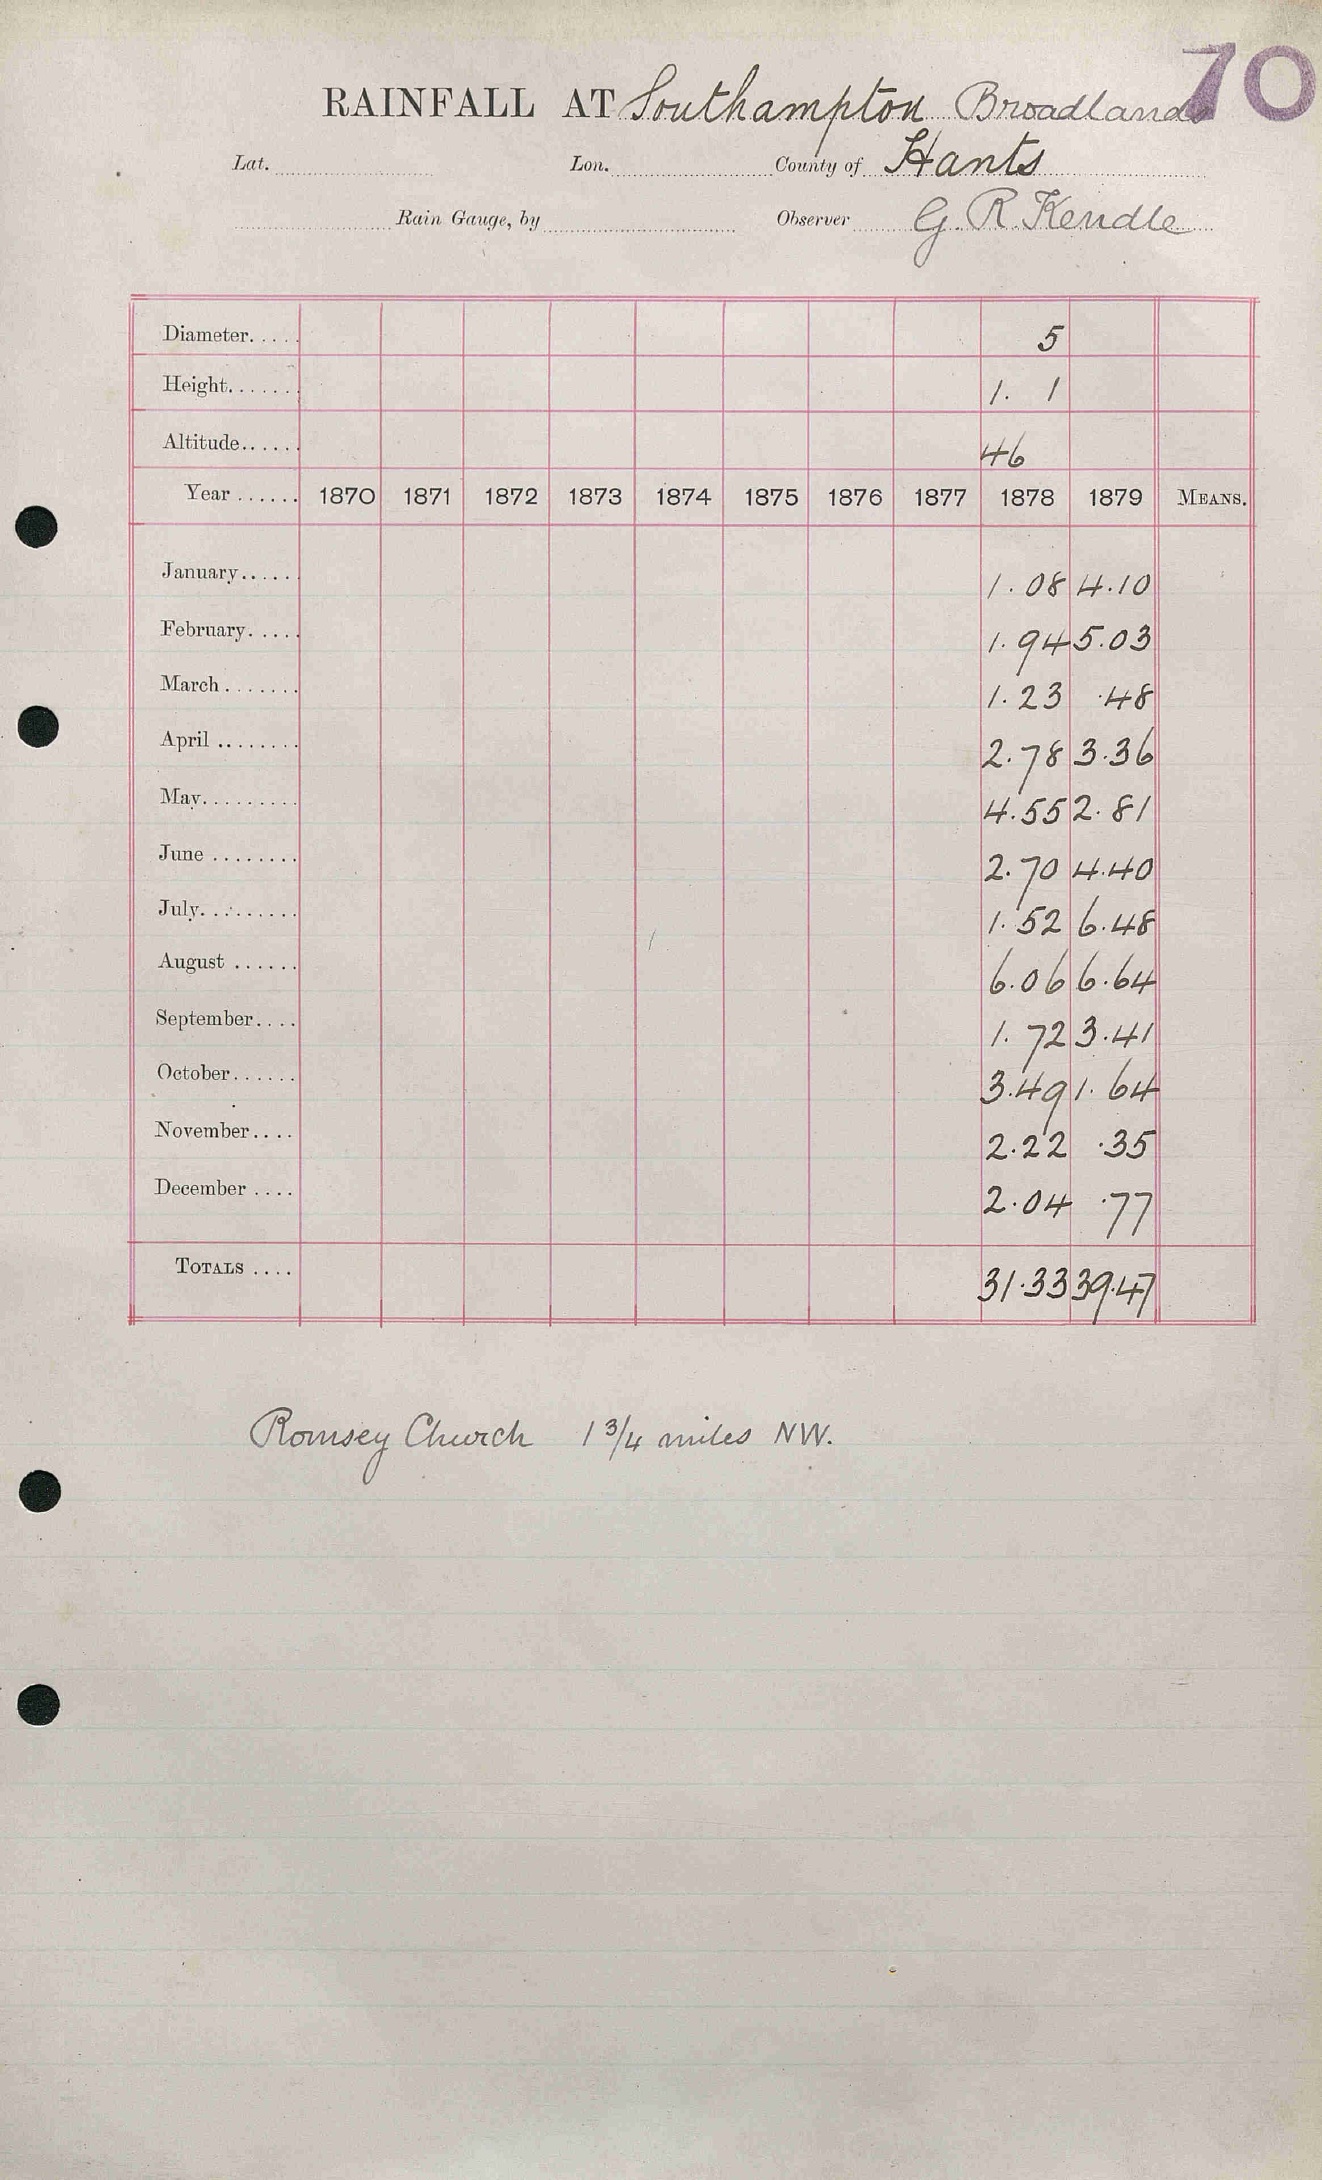 70
RAINFALL AT Southampton Broadlands
Lat. Lon. County of Hants
Rain Gauge, by Observer G. R. Kendle
Diameter..... 5
Height....... 1. 1
Altitude...... 46
Year ...... 1870 1871 1872 1873 1874 1875 1876 1877 1878 1879 MEANS.
January...... 1.08 4.10
February..... 1.94 5.03
March....... 1.23 .48
April ........ 2.78 3.36
May......... 4.55 2.81
June ........ 2.70 4.40
July......... 1.52 6.48
August ...... 6.06 6.64
September.... 1.72 3.41
October...... 3.49 1.64
November.... 2.22 .35
December .... 2.04 .77
TOTALS .... 31.33 39.47
Romsey Church 1 3/4 miles NW.